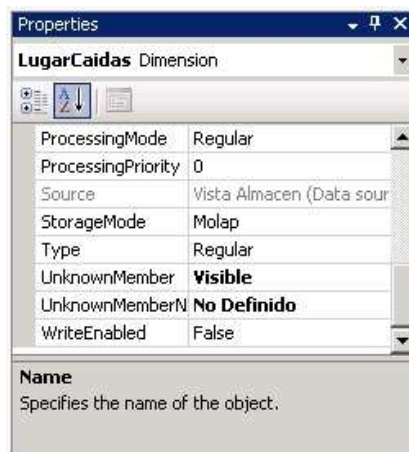 Properties
LugarCaidas Dimension
ProcessingMode Regular
ProcessingPriority 0
Source Vista Almacen (Data sour
StorageMode Molap
Type Regular
UnknownMember Visible
UnknownMemberN No Definido
WriteEnabled False
Name
Specifies the name of the object.